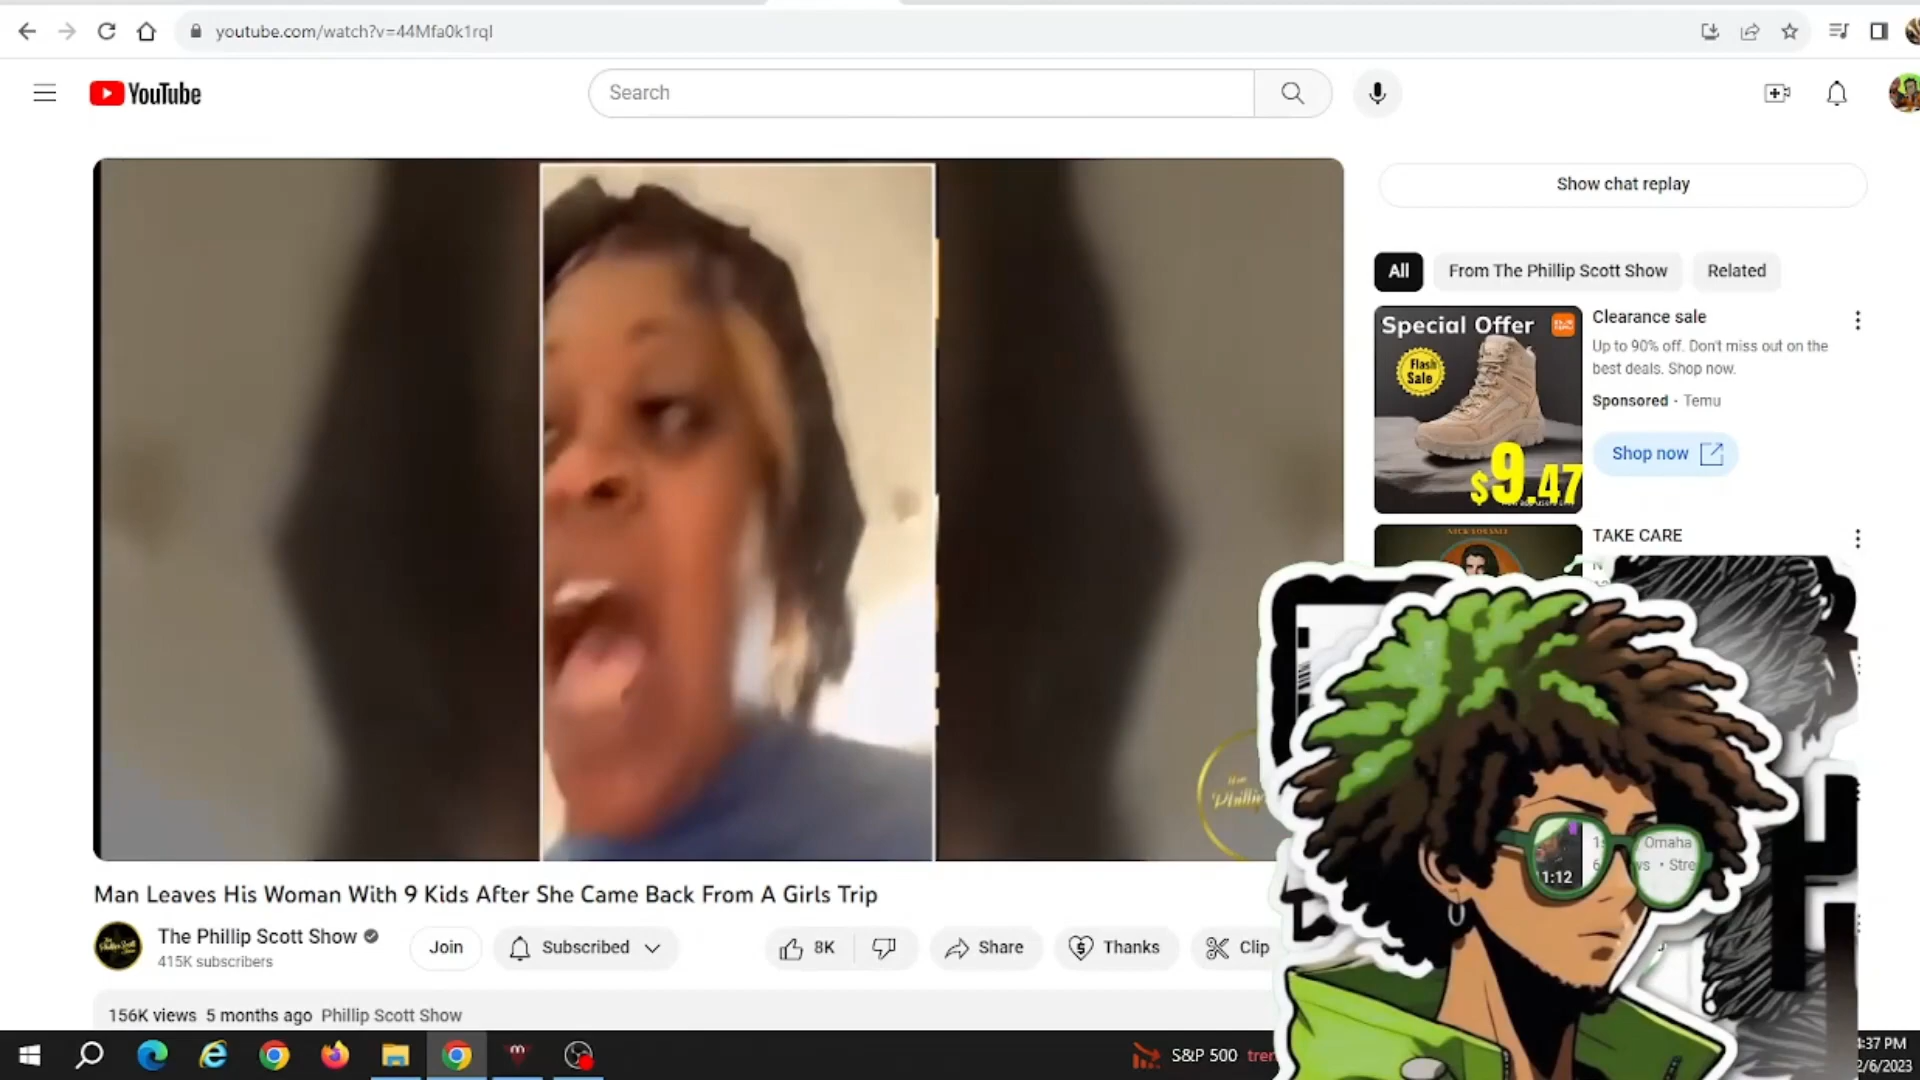 youtube.com/watch?v=44Mfa0k1rqI
YouTube
Search
Show chat replay
All
From The Phillip Scott Show
Related
Special Offer
Flash
Sale
$9.47
Clearance sale
Up to 90% off. Don't miss out on the
best deals. Shop now.
Sponsored · Temu
Shop now
TAKE CARE
Omaha
11:12
Man Leaves His Woman With 9 Kids After She Came Back From A Girls Trip
The Phillip Scott Show
415K subscribers
Join
Subscribed
8K
Share
Thanks
Clip
156K views 5 months ago Phillip Scott Show
S&P 500
:37 PM
2/6/2023